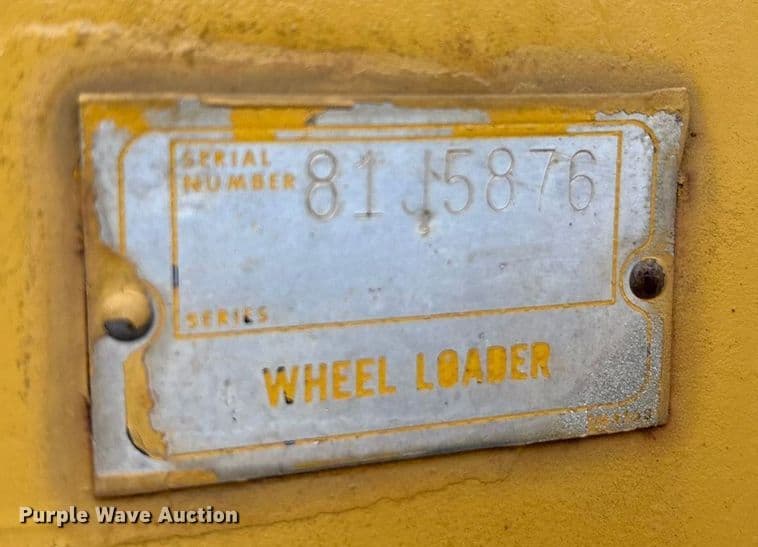 SERIAL
NUMBER 81J5876
SERIES
WHEEL LOADER
Purple Wave Auction